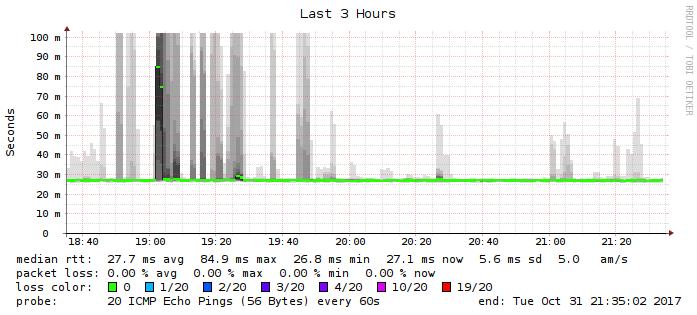 Last 3 Hours
RRDTOOL / TOBI OETIKER
Seconds
100 m
90 m
80 m
70 m
60 m
50 m
40 m
30 m
20 m
10 m
0
18:40 19:00 19:20 19:40 20:00 20:20 20:40 21:00 21:20
median rtt: 27.7 ms avg 84.9 ms max 26.8 ms min 27.1 ms now 5.6 ms sd 5.0 am/s
packet loss: 0.00 % avg 0.00 % max 0.00 % min 0.00 % now
loss color: 0 1/20 2/20 3/20 4/20 10/20 19/20
probe: 20 ICMP Echo Pings (56 Bytes) every 60s end: Tue Oct 31 21:35:02 2017